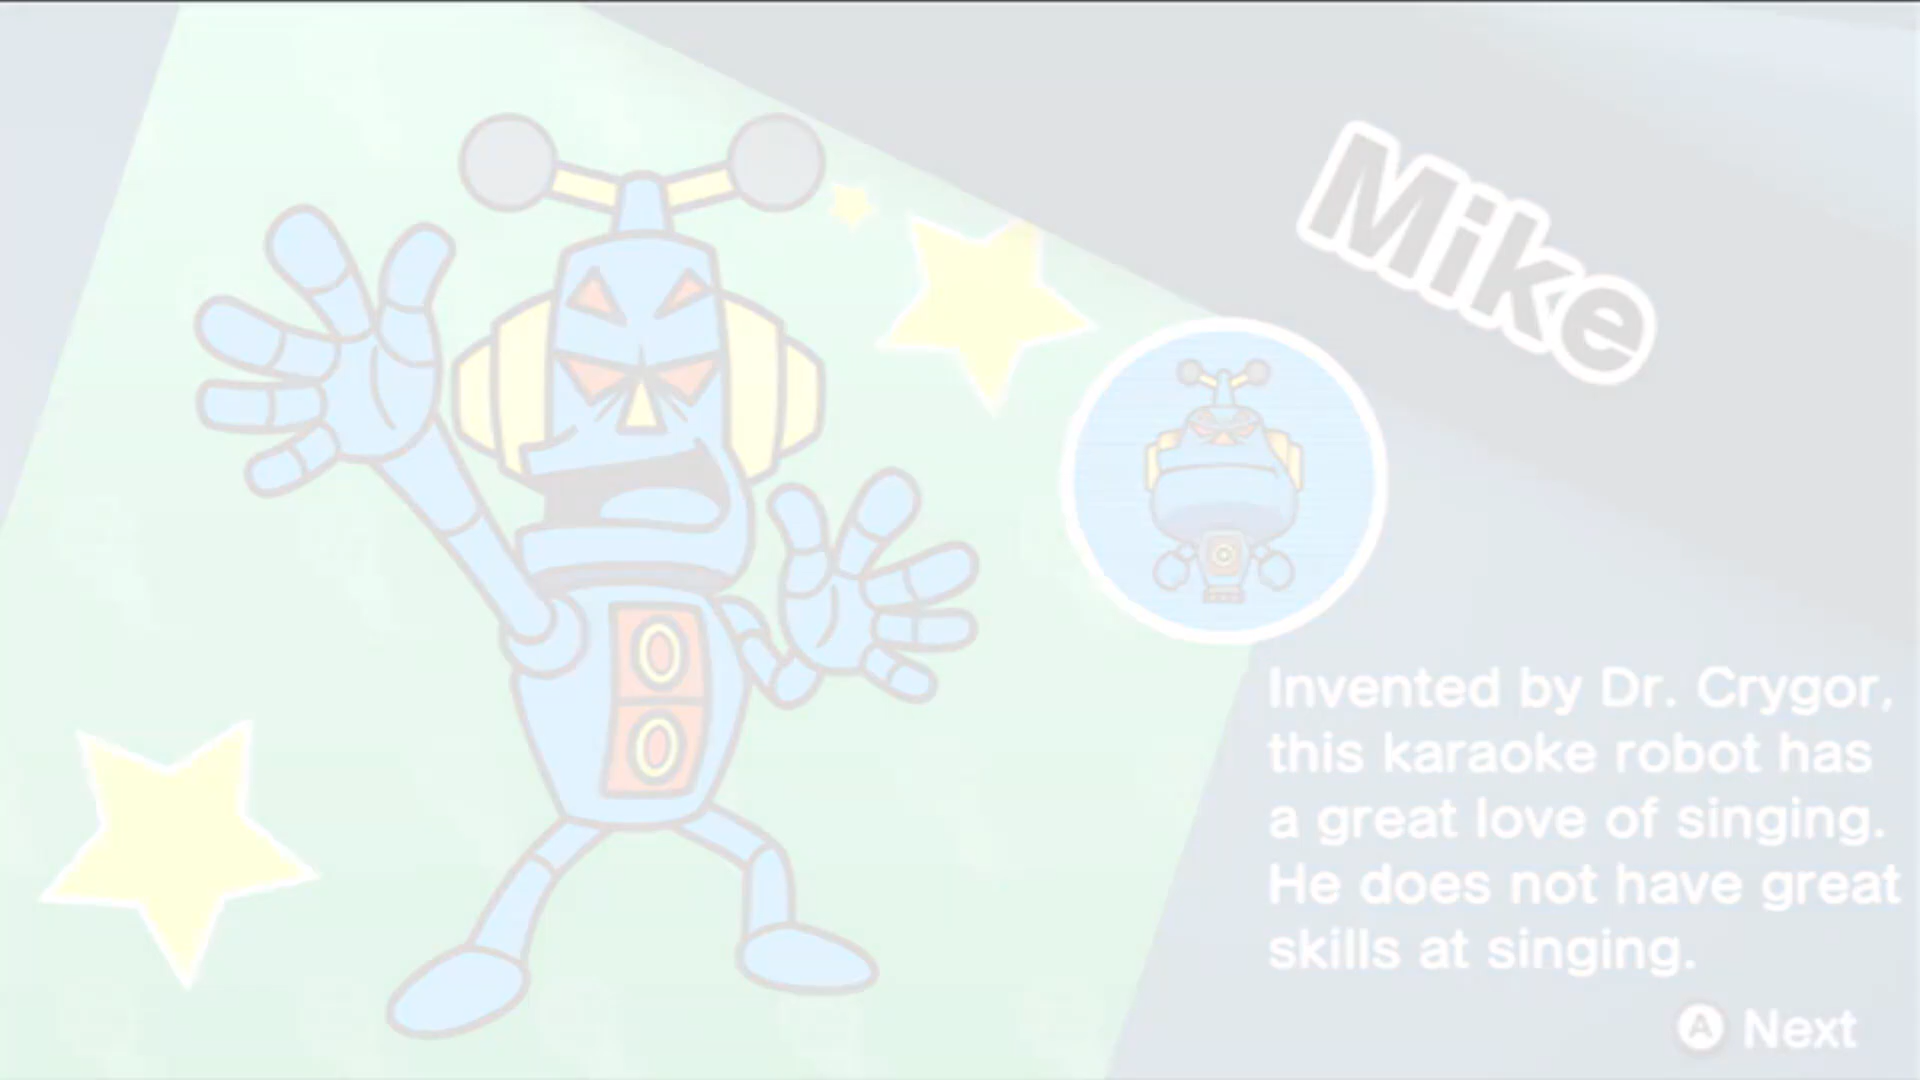 Mike
Invented by Dr. Crygor,
this karaoke robot has
a great love of singing.
He does not have great
skills at singing.
A Next